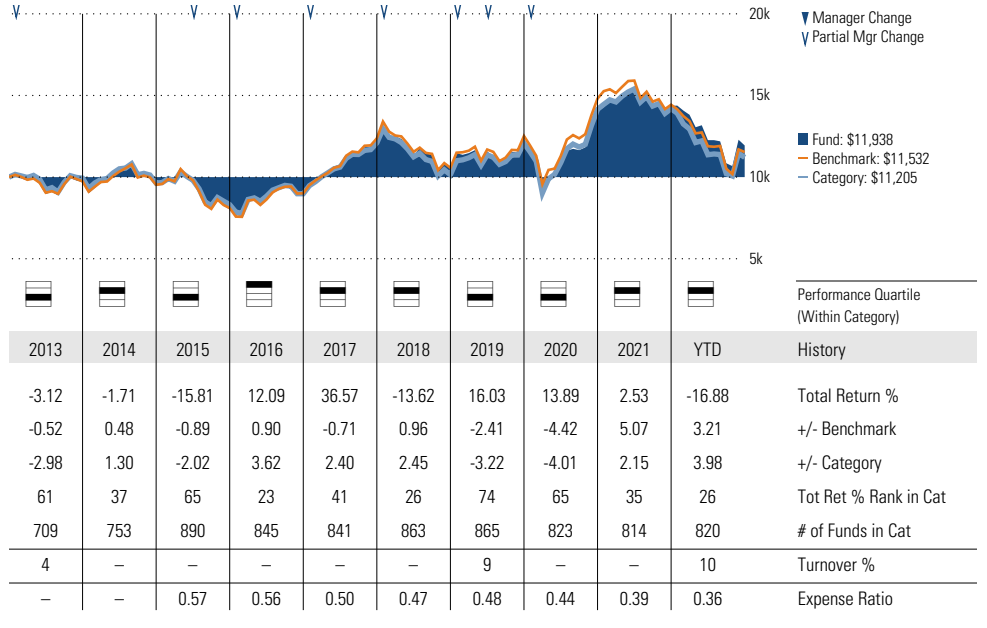 20k
Manager Change
Partial Mgr Change
15k
Fund: $11,938
Benchmark: $11,532
Category: $11,205
10k
5k
Performance Quartile
(Within Category)
2013 2014 2015 2016 2017 2018 2019 2020 2021 YTD History
-3.12 -1.71 -15.81 12.09 36.57 -13.62 16.03 13.89 2.53 -16.88 Total Return %
-0.52 0.48 -0.89 0.90 -0.71 0.96 -2.41 -4.42 5.07 3.21 +/- Benchmark
-2.98 1.30 -2.02 3.62 2.40 2.45 -3.22 -4.01 2.15 3.98 +/- Category
61 37 65 23 41 26 74 65 35 26 Tot Ret % Rank in Cat
709 753 890 845 841 863 865 823 814 820 # of Funds in Cat
4 – – – – – 9 – – 10 Turnover %
– – 0.57 0.56 0.50 0.47 0.48 0.44 0.39 0.36 Expense Ratio